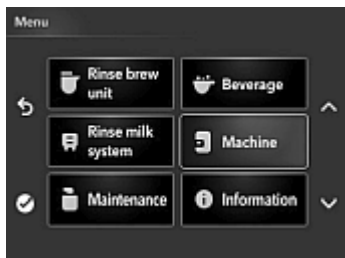 Menu
Rinse brew
unit
Beverage
Rinse milk
system
Machine
Maintenance
Information